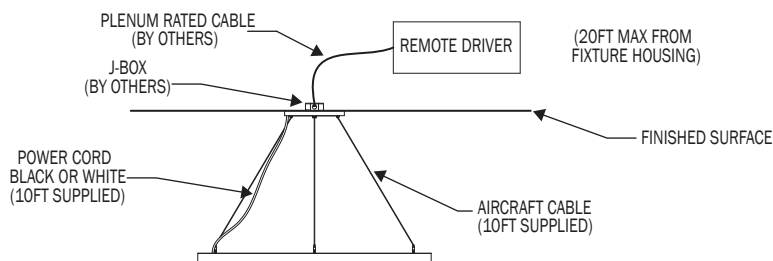 PLENUM RATED CABLE
(BY OTHERS)
REMOTE DRIVER
(20FT MAX FROM
FIXTURE HOUSING)
J-BOX
(BY OTHERS)
FINISHED SURFACE
POWER CORD
BLACK OR WHITE
(10FT SUPPLIED)
AIRCRAFT CABLE
(10FT SUPPLIED)